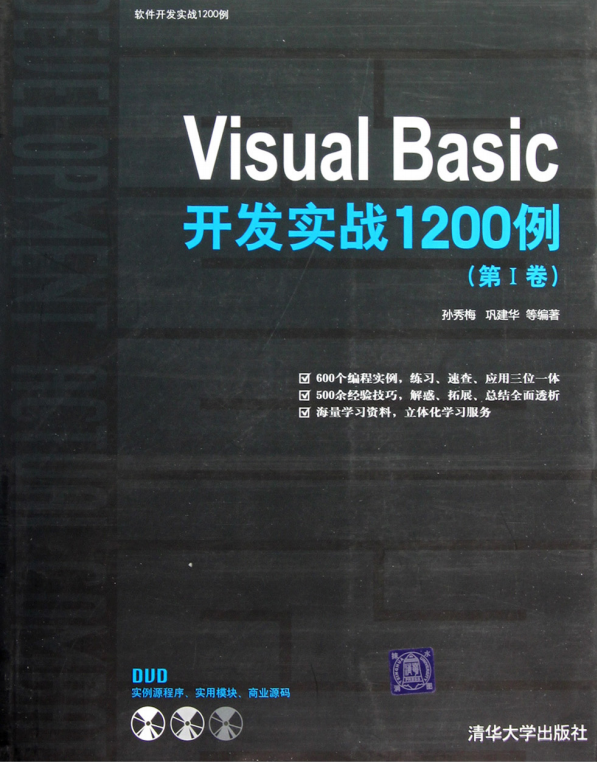 软件开发实战1200例
DEVELOPMENT
Visual Basic
开发实战1200例
（第Ⅰ卷）
孙秀梅 巩建华 等编著
600个编程实例，练习、速查、应用三位一体
500余经验技巧，解惑、拓展、总结全面透析
海量学习资料，立体化学习服务
DVD
实例源程序、实用模块、商业源码
清华大学出版社